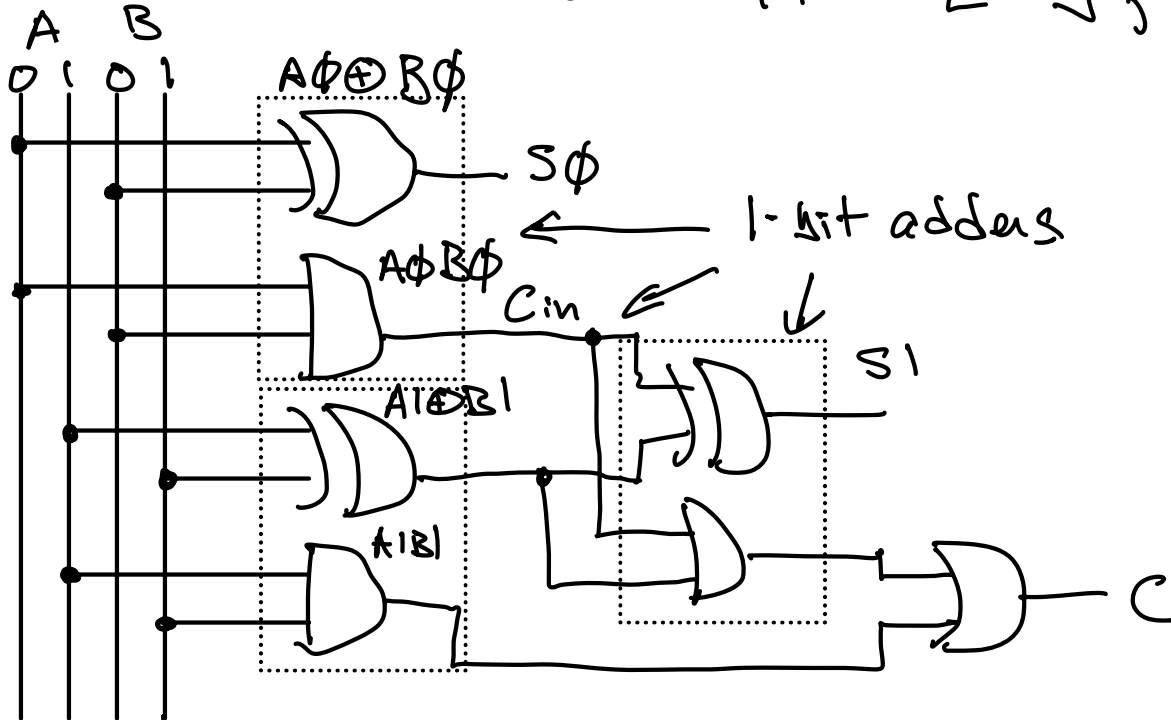 A B
0 1 0 1
AØ⊕BØ
SØ
1-bit adders
AØBØ
Cin
S1
A1⊕B1
A1B1
C